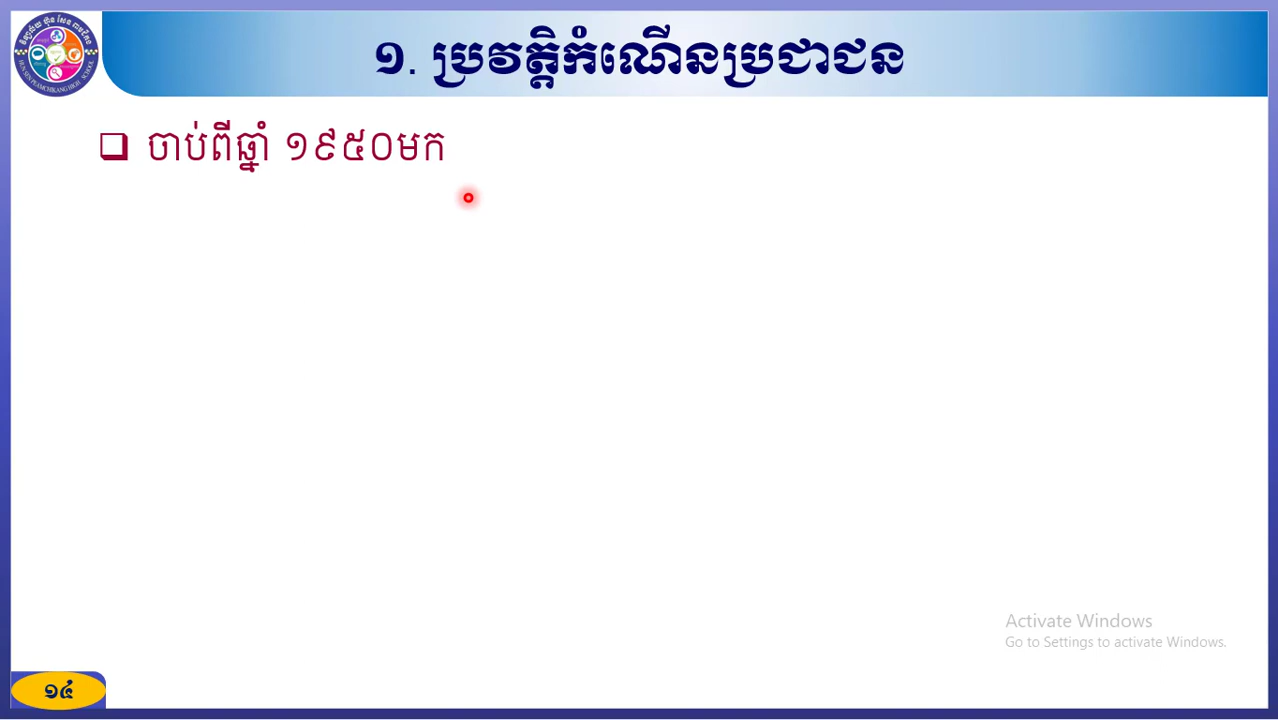 ១. ប្រវត្តិកំណើនប្រជាជន
ចាប់ពីឆ្នាំ ១៩៥០មក
Activate Windows
Go to Settings to activate Windows.
១៤